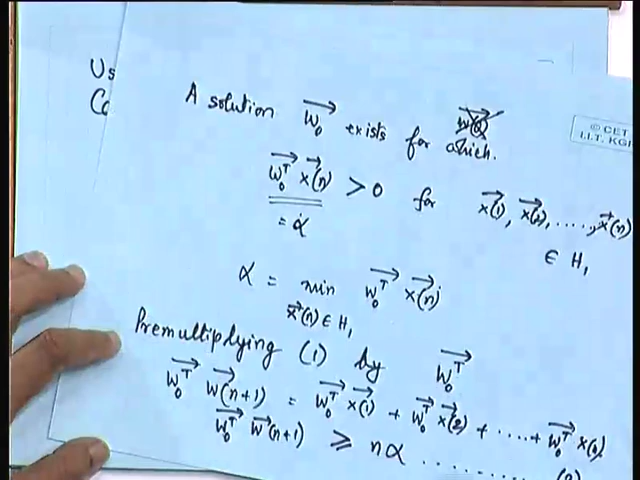 Us
Co
© CET
I.I.T. KGP
A solution w₀ exists for which
w₀ᵀ x(n) > 0 for x(1), x(2), ....., x(n) ∈ H₁
= α
α = min w₀ᵀ x(n)
x(n) ∈ H₁
Premultiplying (1) by w₀ᵀ
w₀ᵀ w(n+1) = w₀ᵀ x(1) + w₀ᵀ x(2) + ..... + w₀ᵀ x(n)
w₀ᵀ w(n+1) ≥ nα ........ (2)